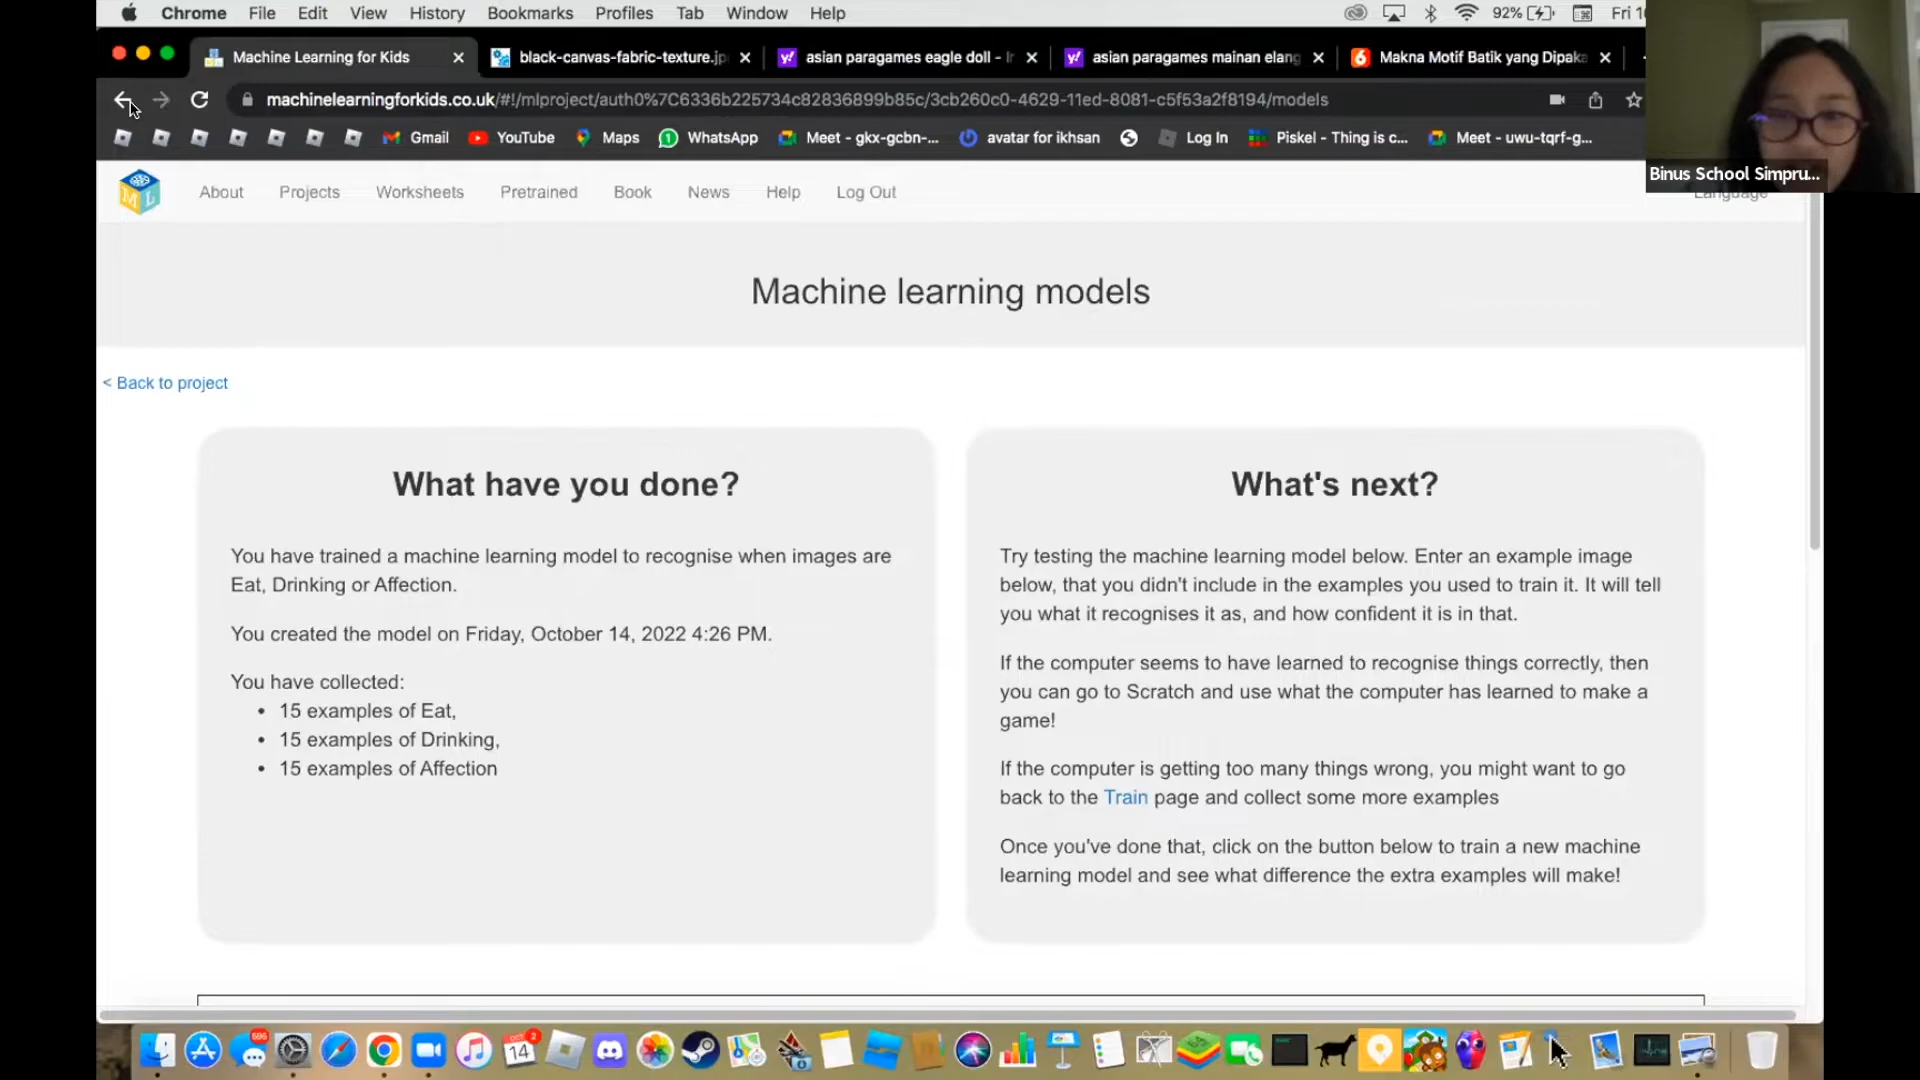 Chrome File Edit View History Bookmarks Profiles Tab Window Help
92% Fri 1
Machine Learning for Kids
black-canvas-fabric-texture.jp
asian paragames eagle doll - I
asian paragames mainan elang
Makna Motif Batik yang Dipaka
machinelearningforkids.co.uk/#!/mlproject/auth0%7C6336b225734c82836899b85c/3cb260c0-4629-11ed-8081-c5f53a2f8194/models
Gmail YouTube Maps WhatsApp Meet - gkx-gcbn-... avatar for ikhsan Log In Piskel - Thing is c... Meet - uwu-tqrf-g...
Binus School Simpru...
About Projects Worksheets Pretrained Book News Help Log Out Language
Machine learning models
< Back to project
What have you done?
You have trained a machine learning model to recognise when images are
Eat, Drinking or Affection.
You created the model on Friday, October 14, 2022 4:26 PM.
You have collected:
• 15 examples of Eat,
• 15 examples of Drinking,
• 15 examples of Affection
What's next?
Try testing the machine learning model below. Enter an example image
below, that you didn't include in the examples you used to train it. It will tell
you what it recognises it as, and how confident it is in that.
If the computer seems to have learned to recognise things correctly, then
you can go to Scratch and use what the computer has learned to make a
game!
If the computer is getting too many things wrong, you might want to go
back to the Train page and collect some more examples
Once you've done that, click on the button below to train a new machine
learning model and see what difference the extra examples will make!
596
OCT
14
2